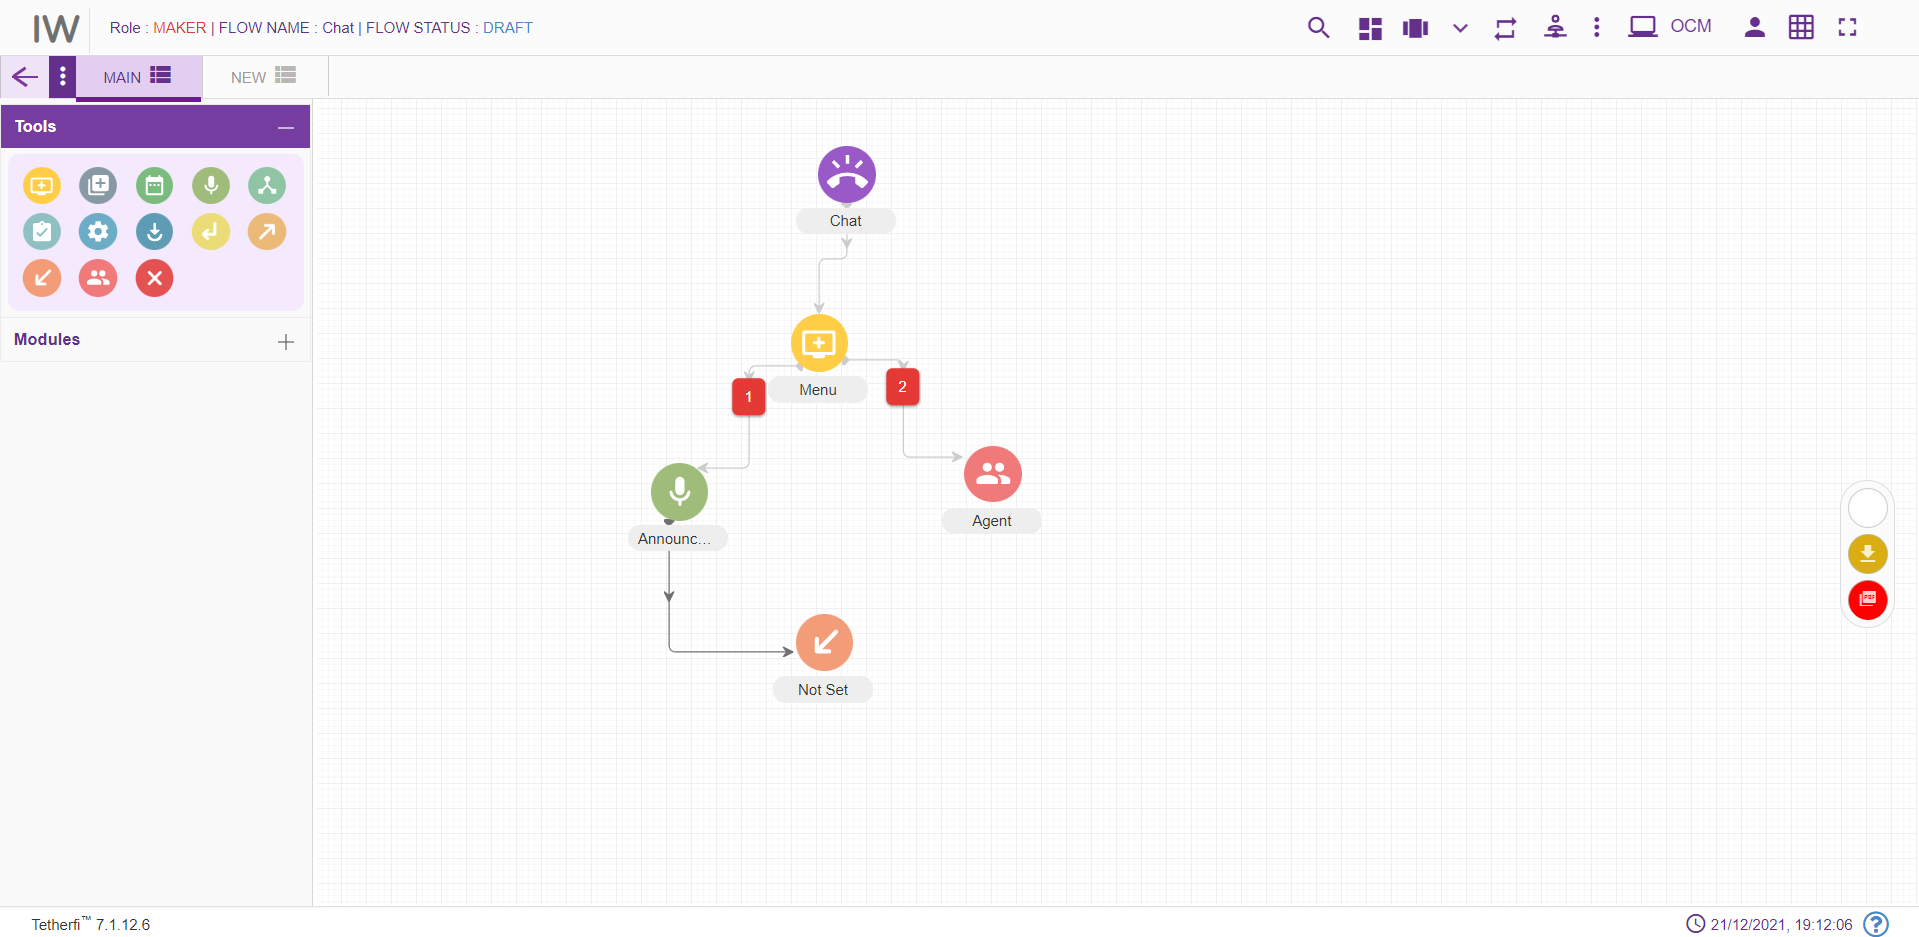 IW Role : MAKER | FLOW NAME : Chat | FLOW STATUS : DRAFT OCM
MAIN NEW
Tools
Modules
Chat
Menu
1
2
Announc...
Agent
Not Set
PDF
Tetherfi™ 7.1.12.6
21/12/2021, 19:12:06 ?